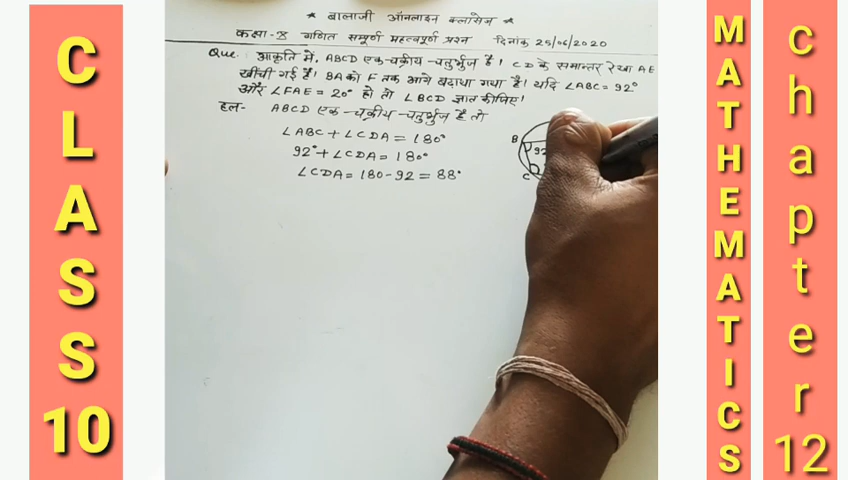 ★ बालाजी ऑनलाइन क्लासेज ★
कक्षा-8 गणित सम्पूर्ण महत्वपूर्ण प्रश्न दिनांक 25/06/2020
Que. आकृति में, ABCD एक चक्रीय चतुर्भुज है। CD के समान्तर रेखा AE
खींची गई है। BA को F तक आगे बढ़ाया गया है। यदि ∠ABC = 92°
और ∠FAE = 20° हो तो ∠BCD ज्ञात कीजिए।
हल- ABCD एक चक्रीय चतुर्भुज है तो
∠ABC + ∠CDA = 180°
92° + ∠CDA = 180°
∠CDA = 180 - 92 = 88°
B
92
C
CLASS 10
MATHEMATICS
chapter 12